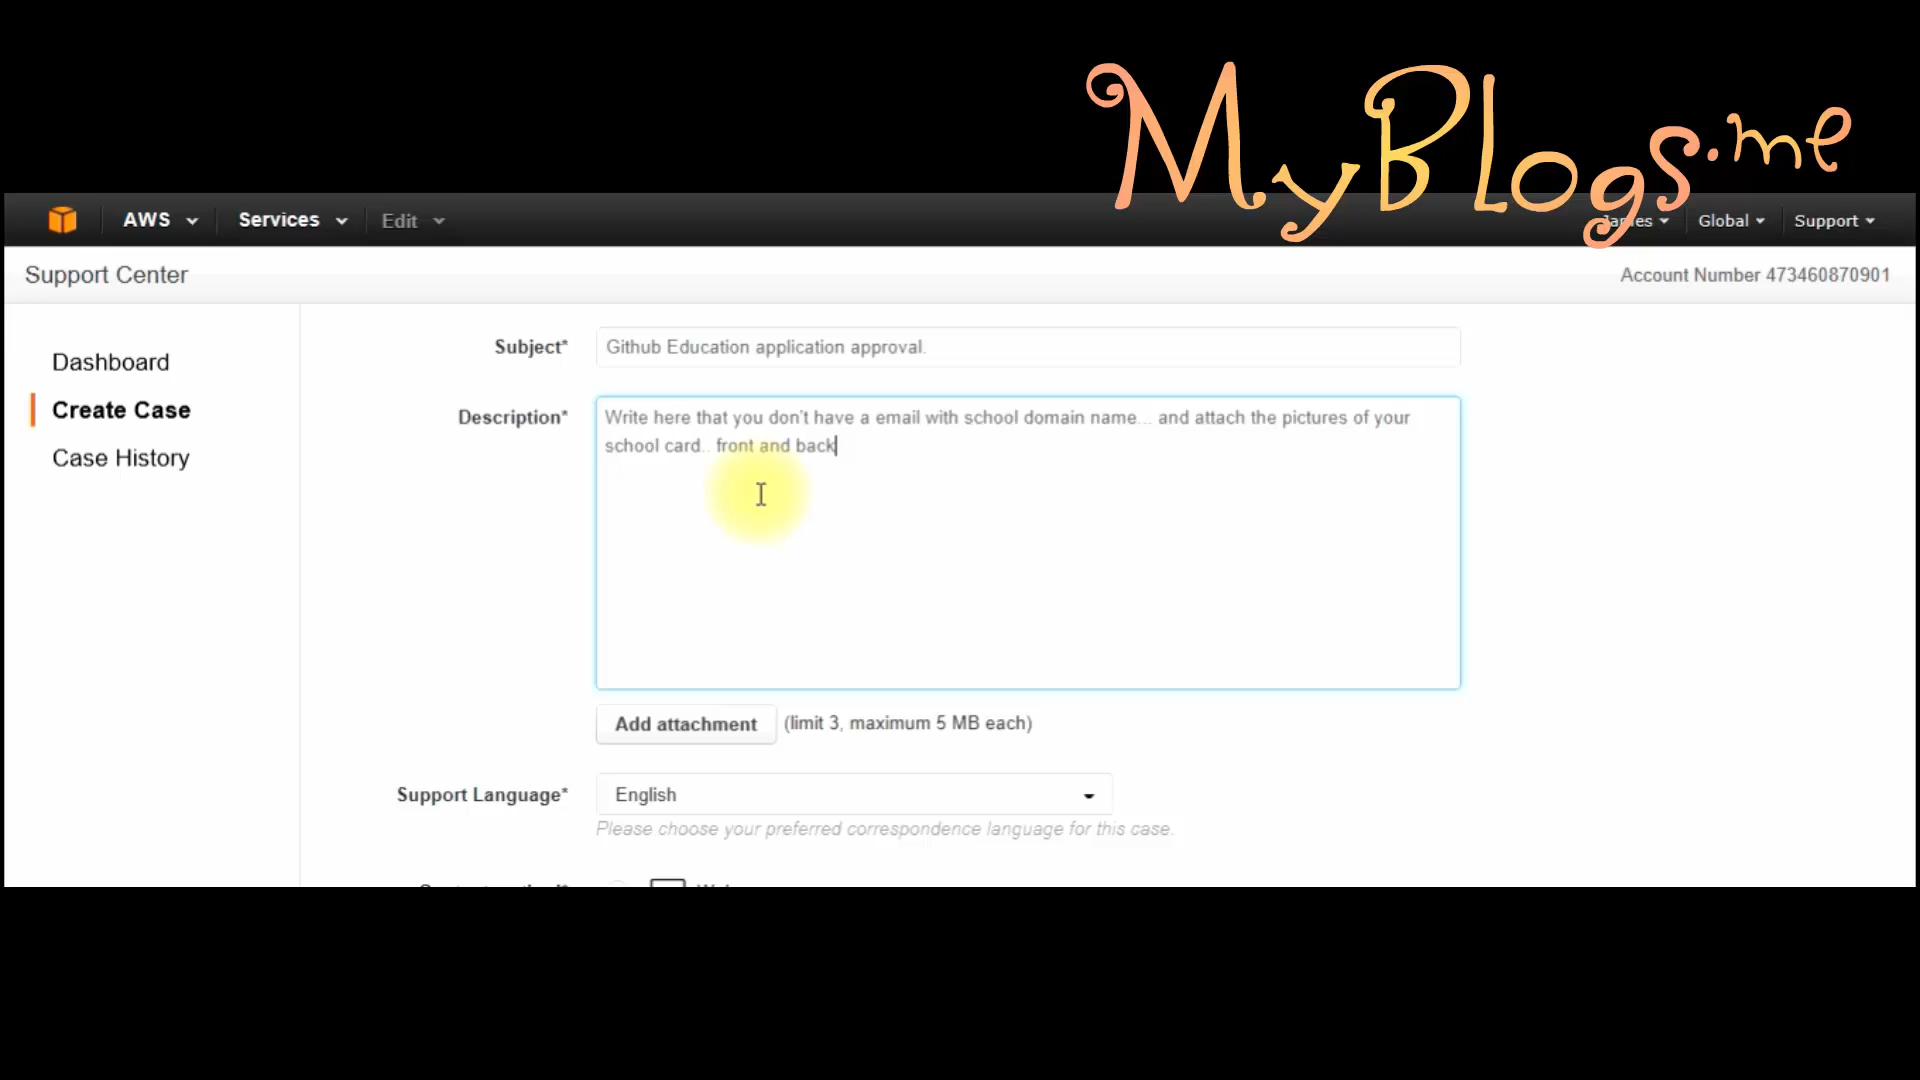 MyBlogs.me
AWS Services Edit James Global Support
Support Center Account Number 473460870901
Dashboard
Create Case
Case History
Subject* Github Education application approval.
Description* Write here that you don't have a email with school domain name... and attach the pictures of your
school card.. front and back
Add attachment (limit 3, maximum 5 MB each)
Support Language* English
Please choose your preferred correspondence language for this case.